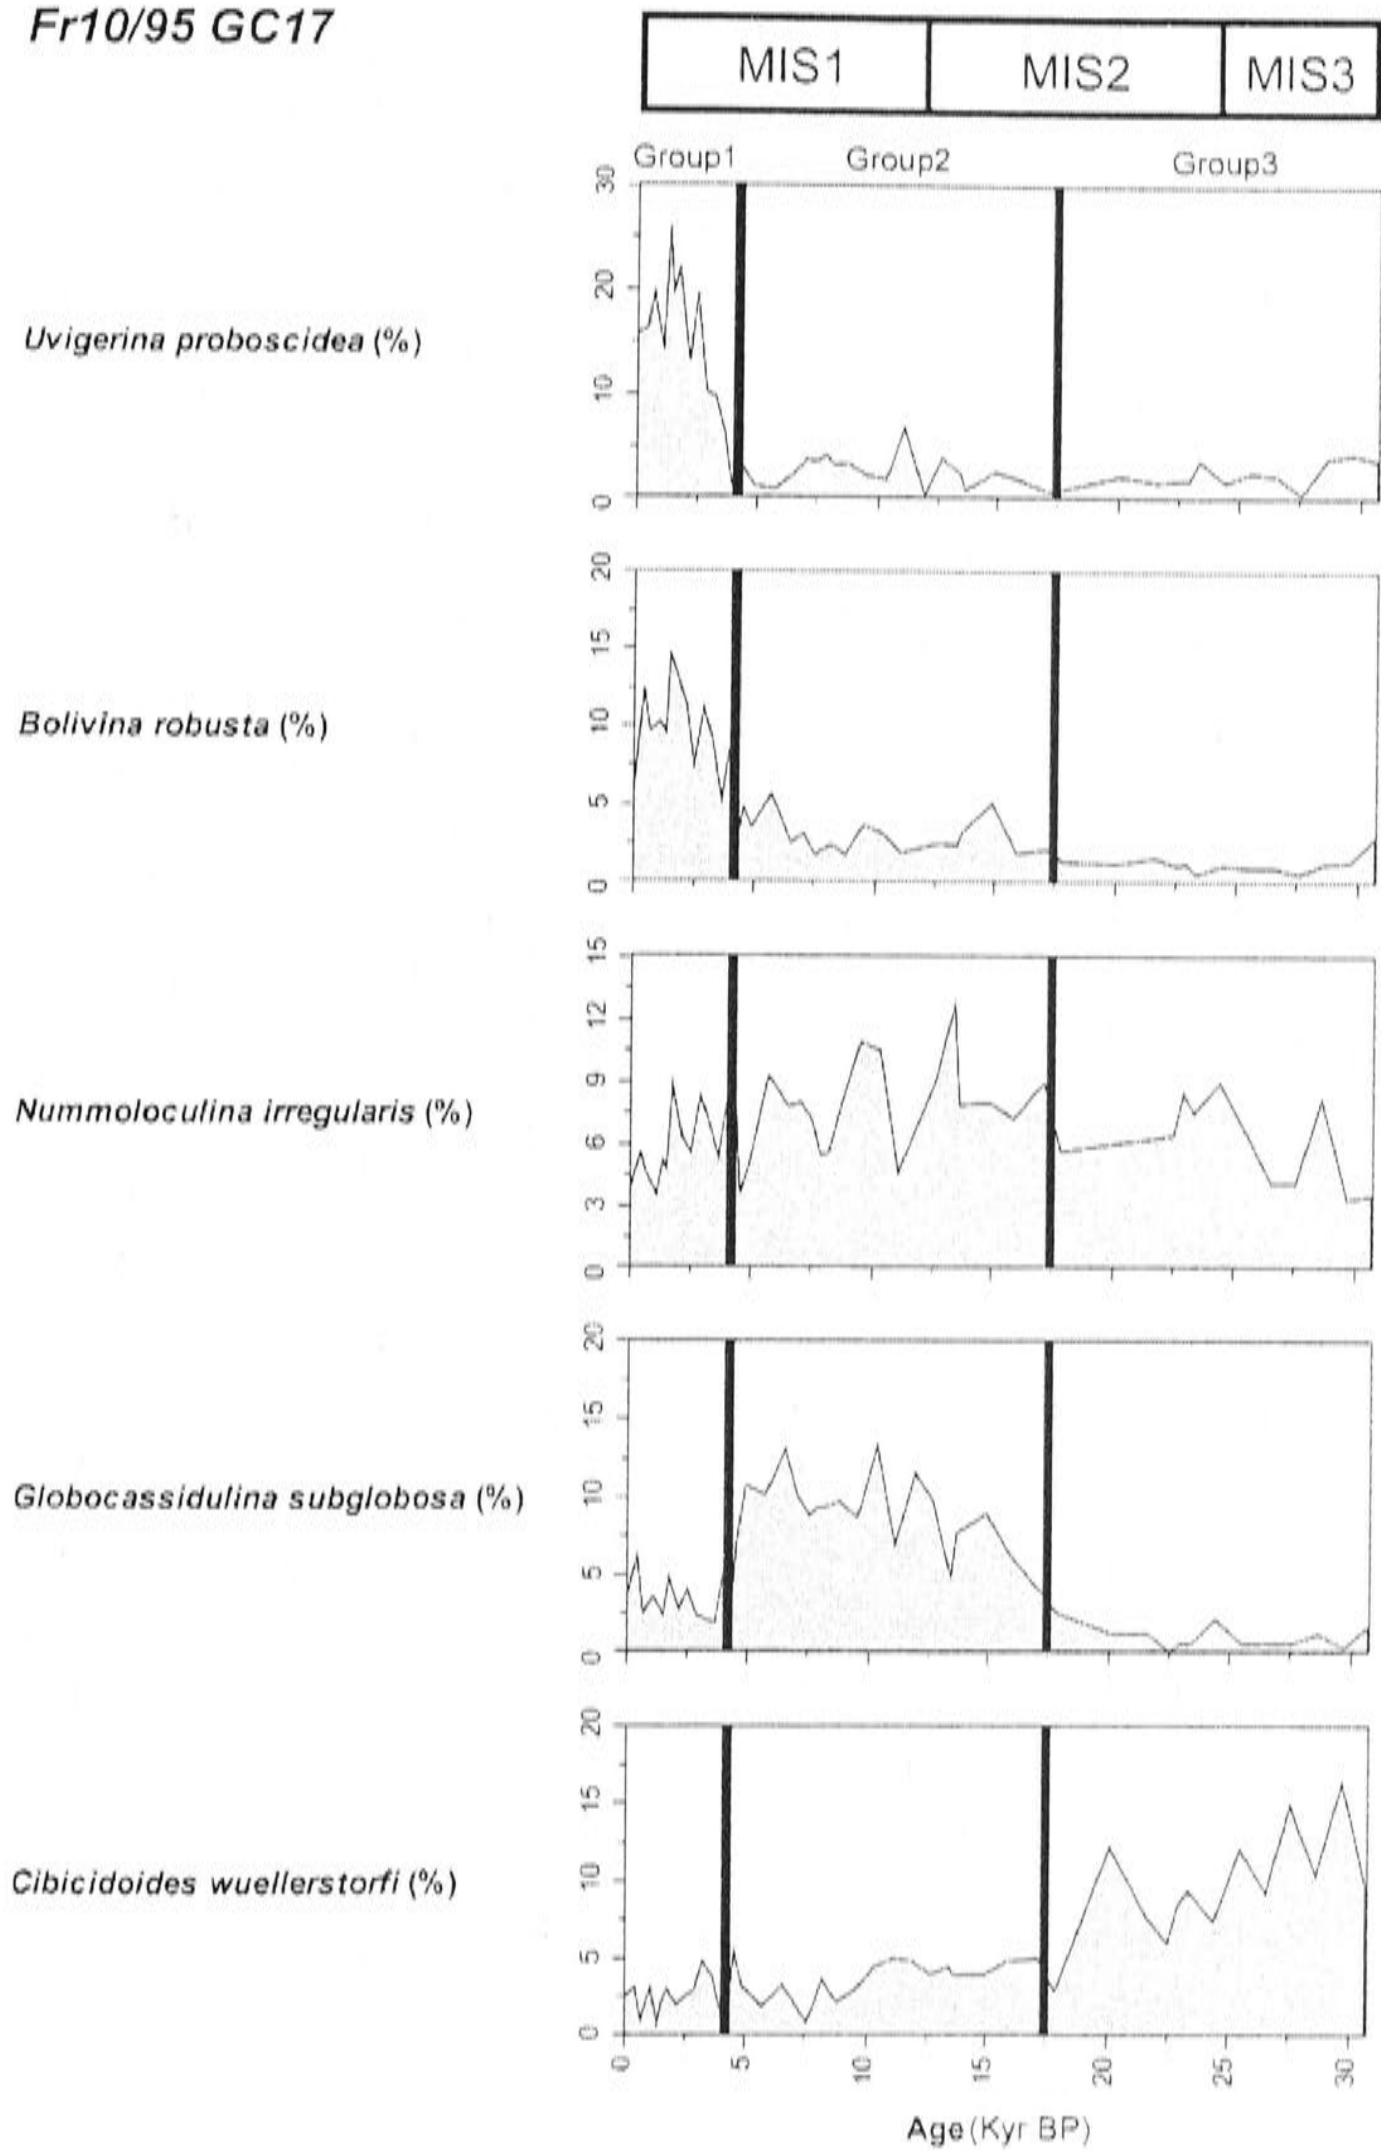 Fr10/95 GC17
MIS1 MIS2 MIS3
Group1 Group2 Group3
Uvigerina proboscidea (%)
30
20
10
0
Bolivina robusta (%)
20
15
10
5
0
Nummoloculina irregularis (%)
15
12
9
6
3
0
Globocassidulina subglobosa (%)
20
15
10
5
0
Cibicidoides wuellerstorfi (%)
20
15
10
5
0
0 5 10 15 20 25 30
Age (Kyr BP)